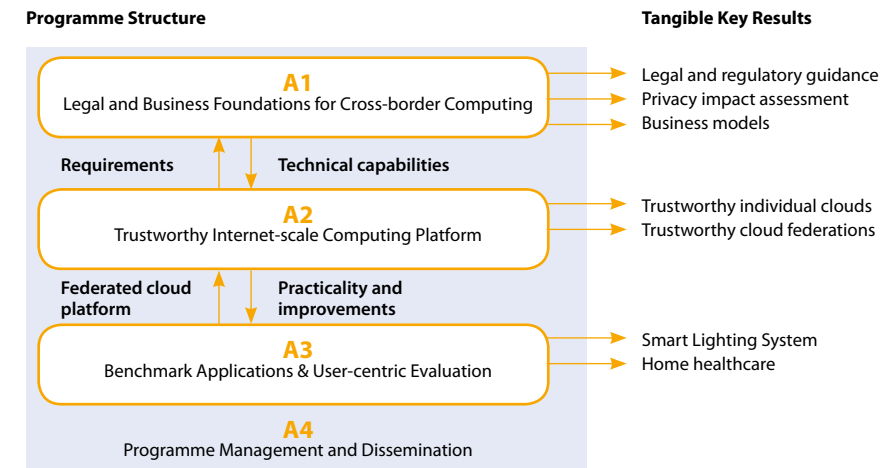 Programme Structure
Tangible Key Results
A1
Legal and Business Foundations for Cross-border Computing
Legal and regulatory guidance
Privacy impact assessment
Business models
Requirements
Technical capabilities
A2
Trustworthy Internet-scale Computing Platform
Trustworthy individual clouds
Trustworthy cloud federations
Federated cloud
platform
Practicality and
improvements
A3
Benchmark Applications & User-centric Evaluation
Smart Lighting System
Home healthcare
A4
Programme Management and Dissemination